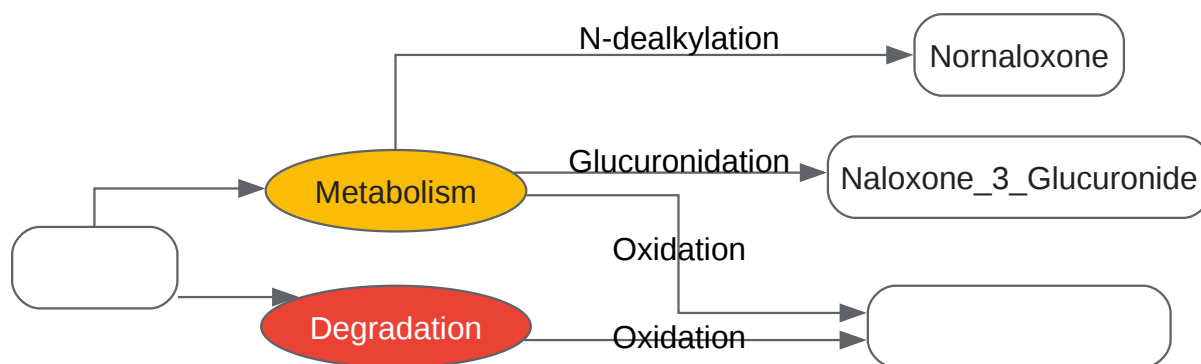 N-dealkylation
Nornaloxone
Glucuronidation
Metabolism
Naloxone_3_Glucuronide
Oxidation
Degradation
Oxidation